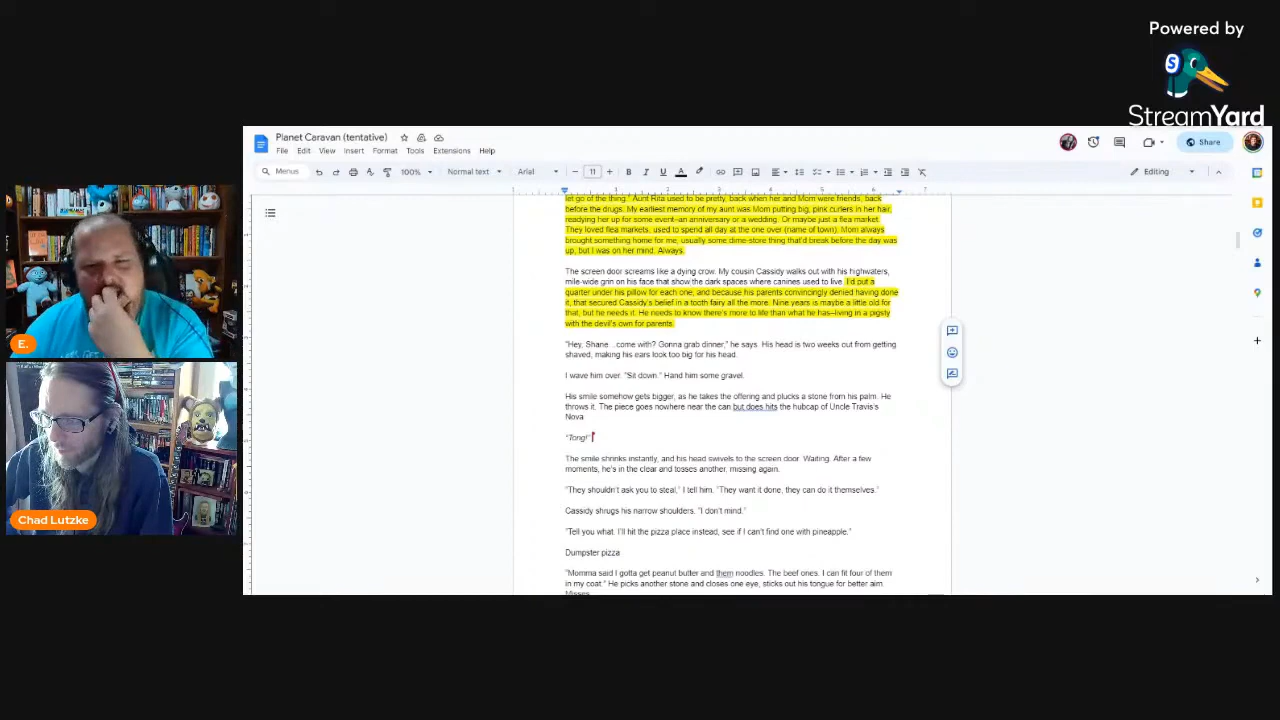 Powered by
StreamYard
Planet Caravan (tentative)
File Edit View Insert Format Tools Extensions Help
Share
Menus
100%
Normal text
Arial
11
Editing
let go of the thing." Aunt Rita used to be pretty, back when her and Mom were friends, back
before the drugs. My earliest memory of my aunt was Mom putting big, pink curlers in her hair,
readying her up for some event–an anniversary or a wedding. Or maybe just a flea market.
They loved flea markets, used to spend all day at the one over (name of town). Mom always
brought something home for me, usually some dime-store thing that'd break before the day was
up, but I was on her mind. Always.
The screen door screams like a dying crow. My cousin Cassidy walks out with his highwaters,
mile-wide grin on his face that show the dark spaces where canines used to live. I'd put a
quarter under his pillow for each one, and because his parents convincingly denied having done
it, that secured Cassidy's belief in a tooth fairy all the more. Nine years is maybe a little old for
that, but he needs it. He needs to know there's more to life than what he has–living in a pigsty
with the devil's own for parents.
"Hey, Shane...come with? Gonna grab dinner," he says. His head is two weeks out from getting
shaved, making his ears look too big for his head.
I wave him over. "Sit down." Hand him some gravel.
His smile somehow gets bigger, as he takes the offering and plucks a stone from his palm. He
throws it. The piece goes nowhere near the can but does hits the hubcap of Uncle Travis's
Nova.
"Tong!"
The smile shrinks instantly, and his head swivels to the screen door. Waiting. After a few
moments, he's in the clear and tosses another, missing again.
"They shouldn't ask you to steal," I tell him. "They want it done, they can do it themselves."
Cassidy shrugs his narrow shoulders. "I don't mind."
"Tell you what. I'll hit the pizza place instead, see if I can't find one with pineapple."
Dumpster pizza
"Momma said I gotta get peanut butter and them noodles. The beef ones. I can fit four of them
in my coat." He picks another stone and closes one eye, sticks out his tongue for better aim.
Misses.
E.
Chad Lutzke